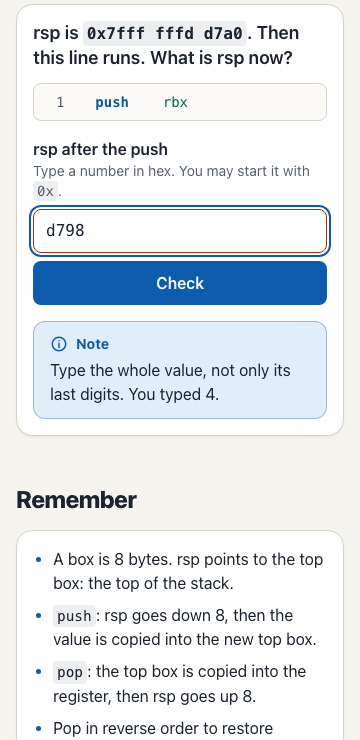 rsp is 0x7fff fffd d7a0. Then
this line runs. What is rsp now?
1 push rbx
rsp after the push
Type a number in hex. You may start it with
0x.
d798
Check
Note
Type the whole value, not only its
last digits. You typed 4.
Remember
• A box is 8 bytes. rsp points to the top
box: the top of the stack.
• push: rsp goes down 8, then the
value is copied into the new top box.
• pop: the top box is copied into the
register, then rsp goes up 8.
• Pop in reverse order to restore